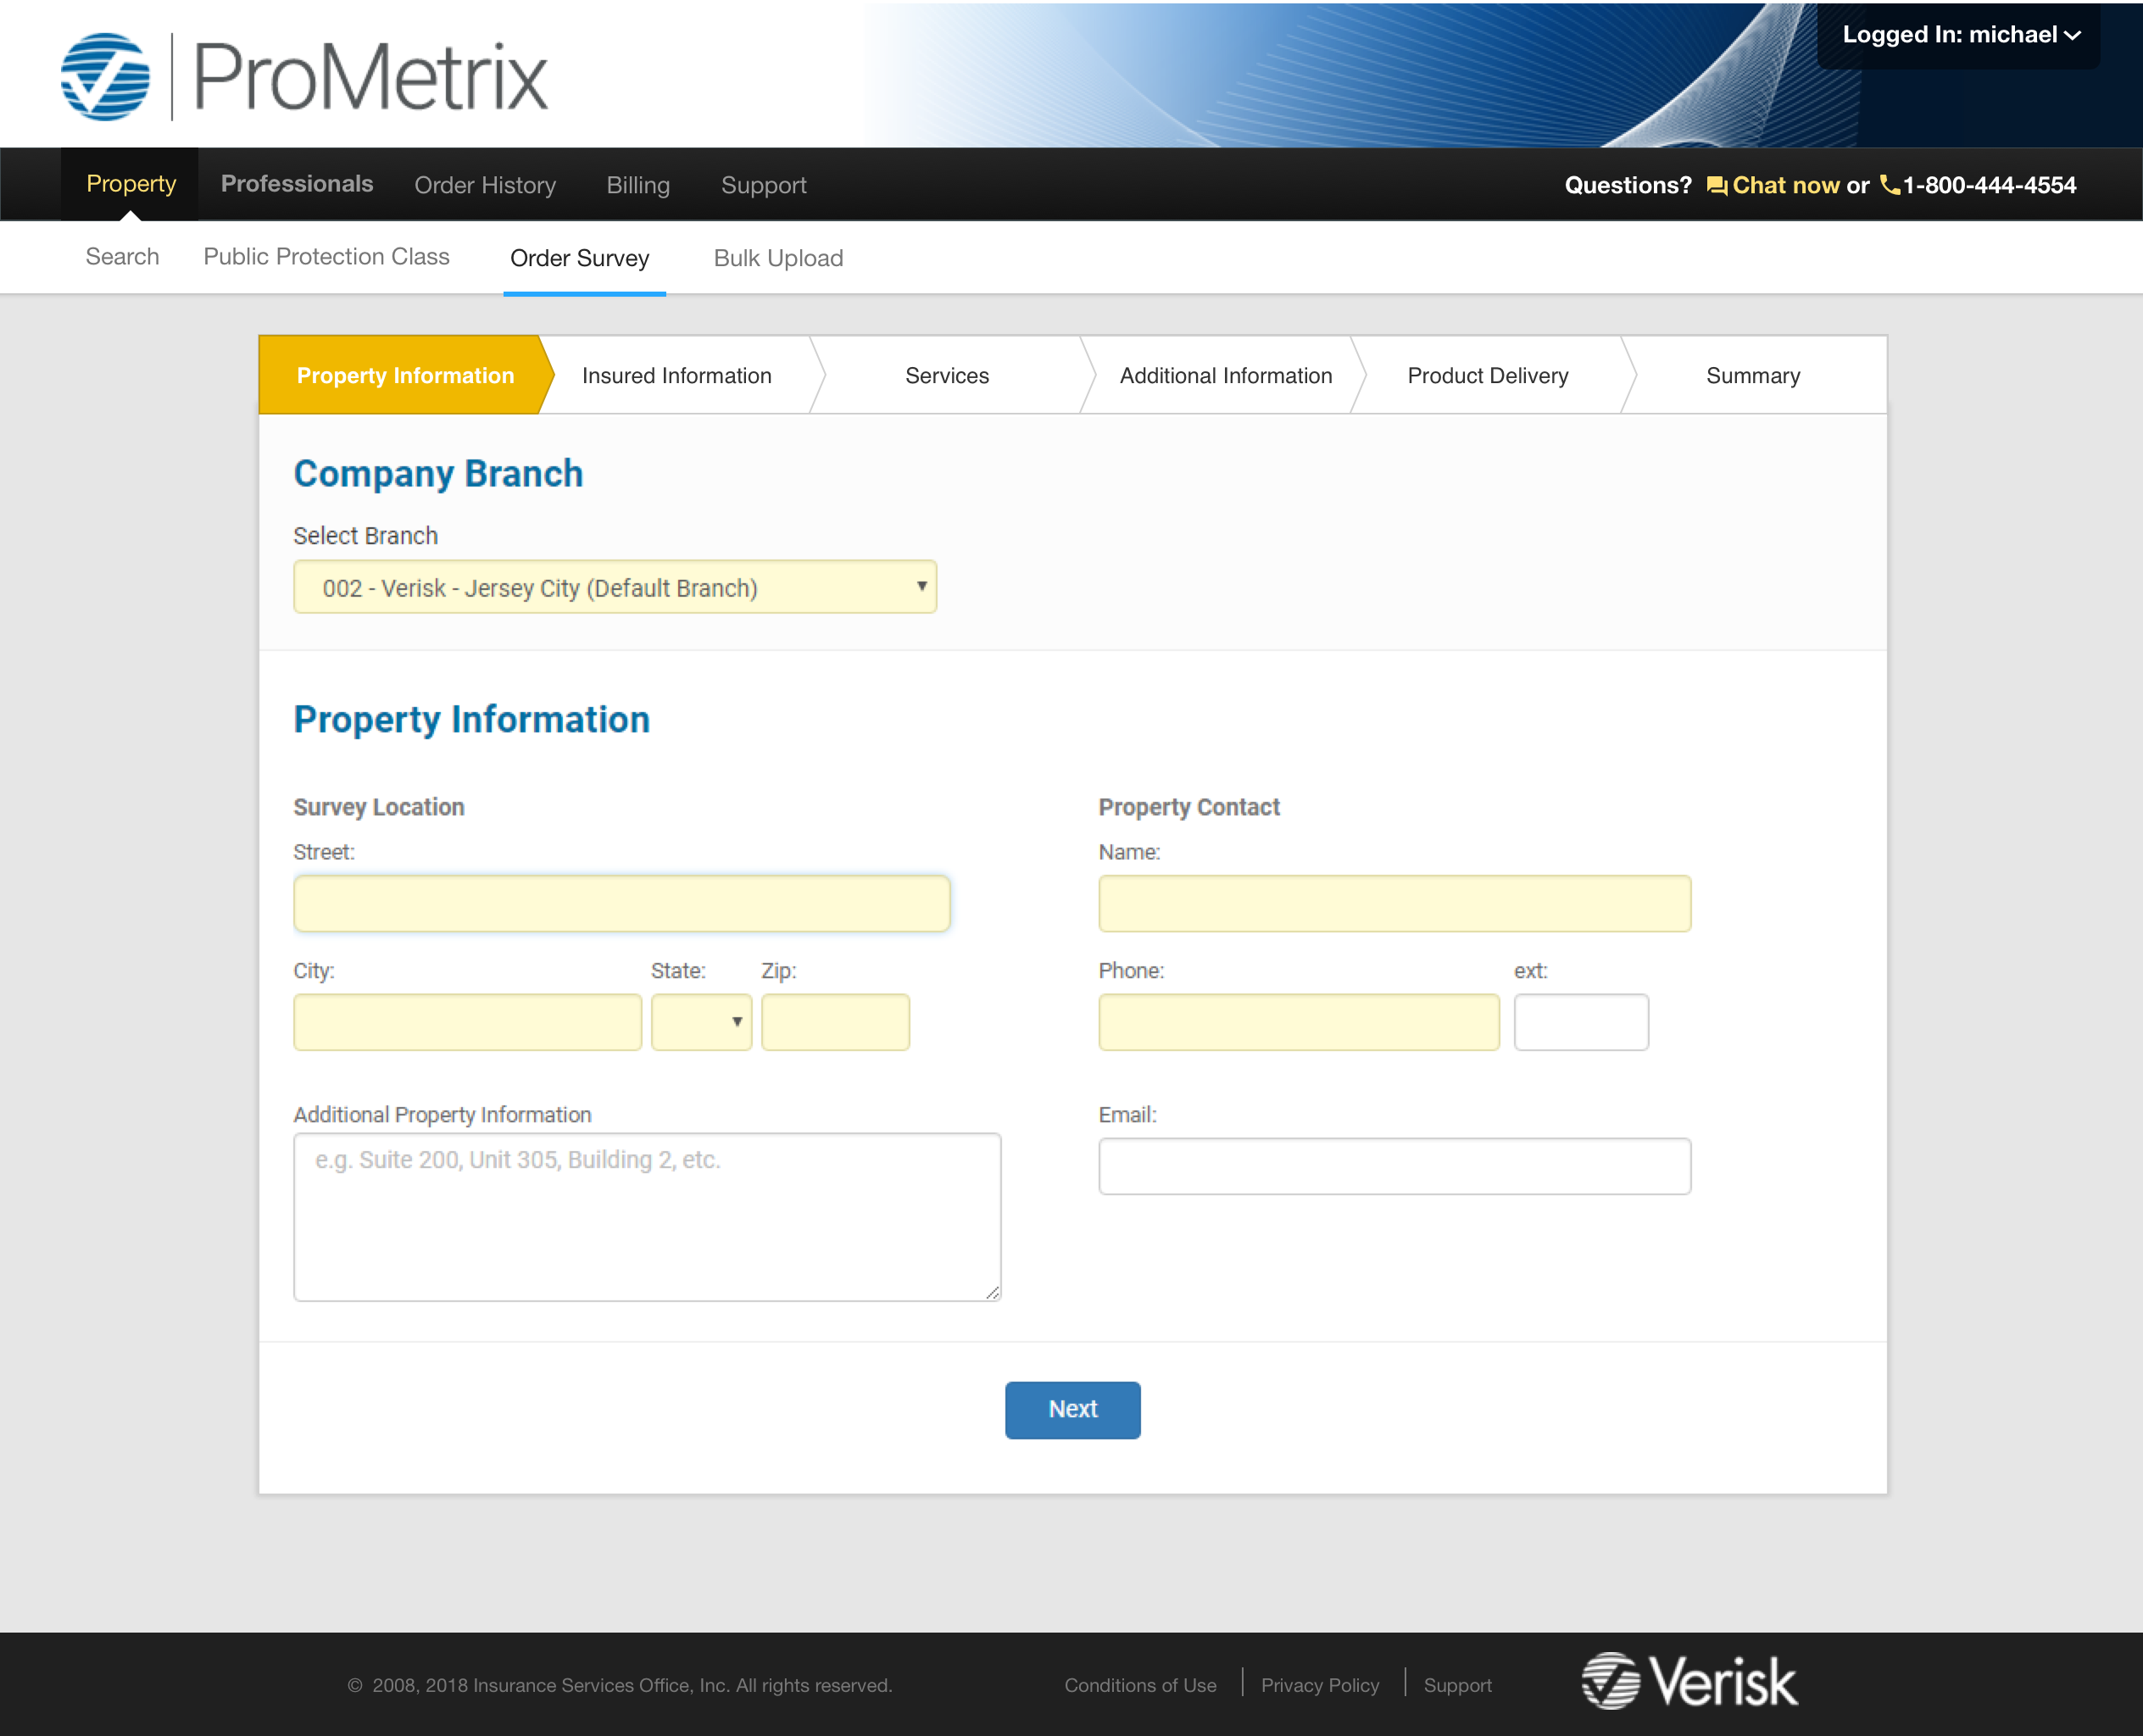 ProMetrix
Logged In: michael
Property Professionals Order History Billing Support
Questions? Chat now or 1-800-444-4554
Search Public Protection Class Order Survey Bulk Upload
Property Information Insured Information Services Additional Information Product Delivery Summary
Company Branch
Select Branch
002 - Verisk - Jersey City (Default Branch)
Property Information
Survey Location
Street:
City: State: Zip:
Additional Property Information
e.g. Suite 200, Unit 305, Building 2, etc.
Property Contact
Name:
Phone: ext:
Email:
Next
© 2008, 2018 Insurance Services Office, Inc. All rights reserved.
Conditions of Use Privacy Policy Support
Verisk